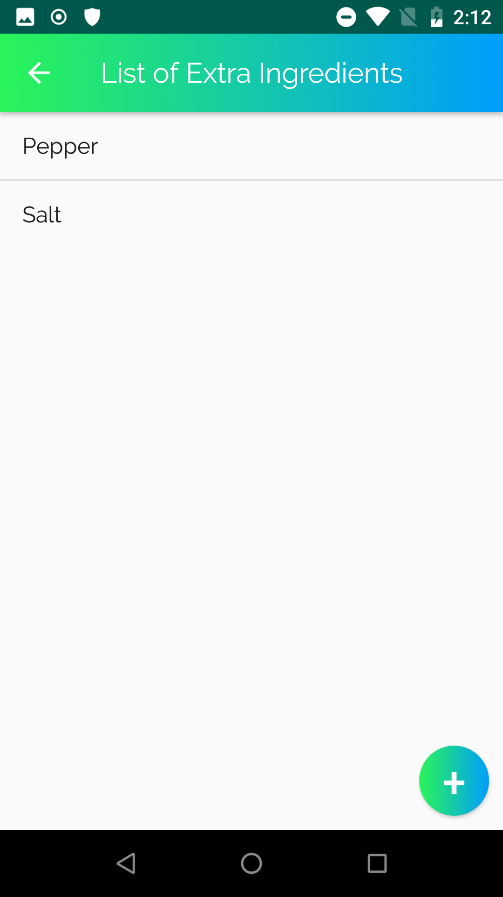 2:12
List of Extra Ingredients
Pepper
Salt
+